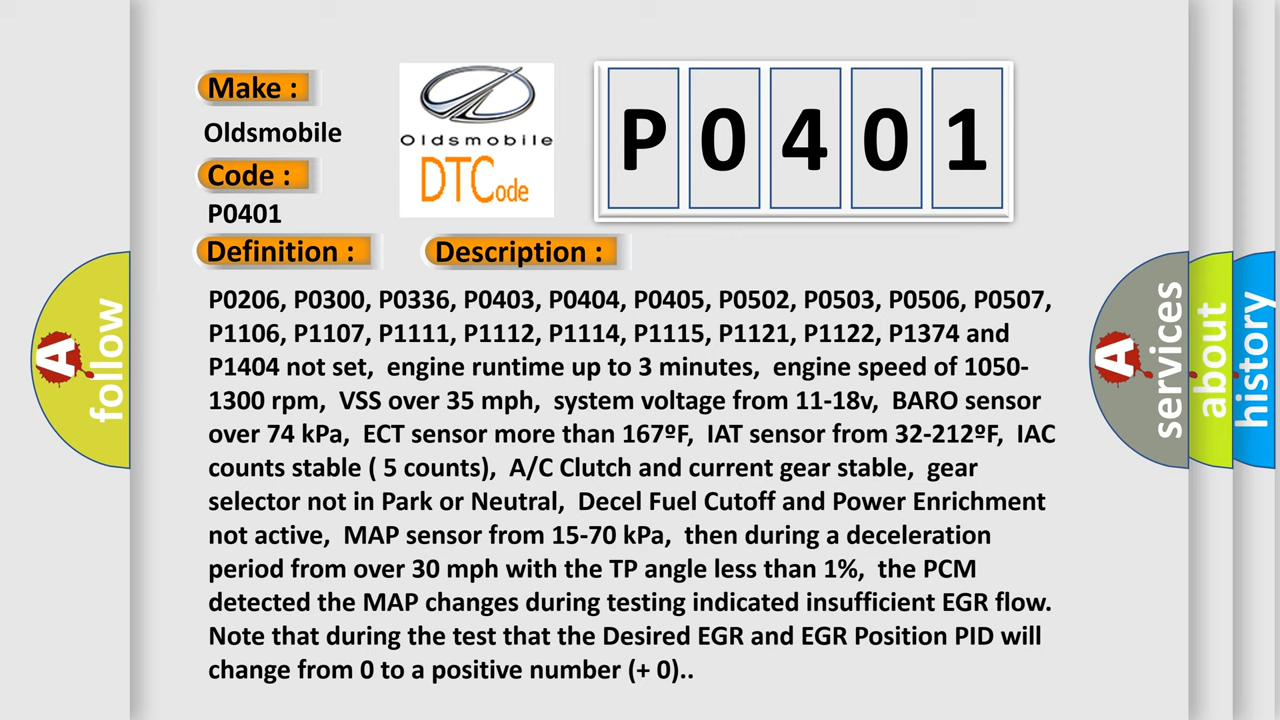 Make :
Oldsmobile
Code :
P0401
Oldsmobile
DTCode
P0401
Definition :
Description :
P0206, P0300, P0336, P0403, P0404, P0405, P0502, P0503, P0506, P0507,
P1106, P1107, P1111, P1112, P1114, P1115, P1121, P1122, P1374 and
P1404 not set,  engine runtime up to 3 minutes,  engine speed of 1050-
1300 rpm,  VSS over 35 mph,  system voltage from 11-18v,  BARO sensor
over 74 kPa,  ECT sensor more than 167ºF,  IAT sensor from 32-212ºF,  IAC
counts stable ( 5 counts),  A/C Clutch and current gear stable,  gear
selector not in Park or Neutral,  Decel Fuel Cutoff and Power Enrichment
not active,  MAP sensor from 15-70 kPa,  then during a deceleration
period from over 30 mph with the TP angle less than 1%,  the PCM
detected the MAP changes during testing indicated insufficient EGR flow.
Note that during the test that the Desired EGR and EGR Position PID will
change from 0 to a positive number (+ 0)..
A
follow
A
services
about
history